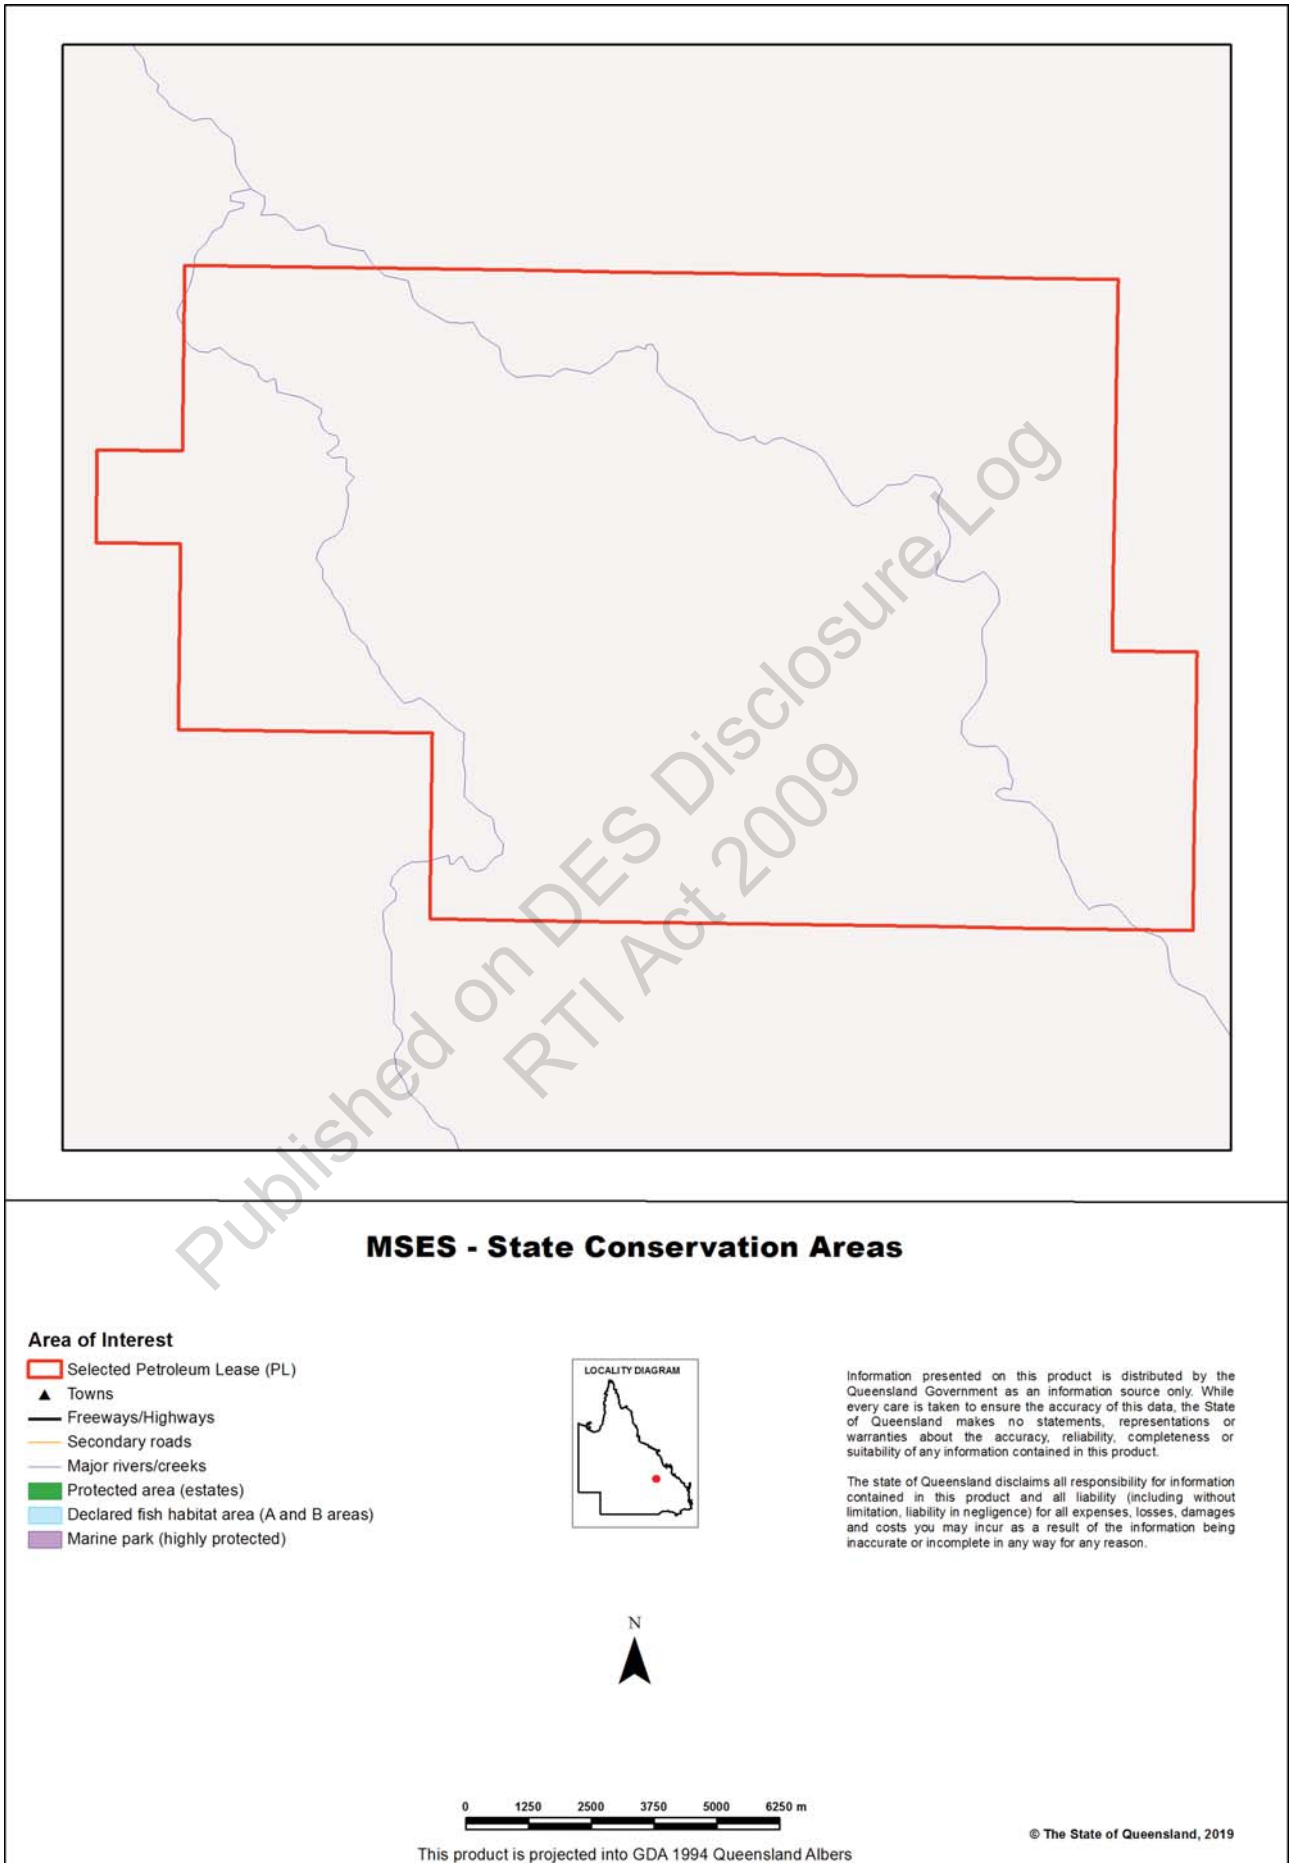 Published on DES Disclosure Log
RTI Act 2009
MSES - State Conservation Areas
Area of Interest
Selected Petroleum Lease (PL)
Towns
Freeways/Highways
Secondary roads
Major rivers/creeks
Protected area (estates)
Declared fish habitat area (A and B areas)
Marine park (highly protected)
LOCALITY DIAGRAM
Information presented on this product is distributed by the
Queensland Government as an information source only. While
every care is taken to ensure the accuracy of this data, the State
of Queensland makes no statements, representations or
warranties about the accuracy, reliability, completeness or
suitability of any information contained in this product.
The state of Queensland disclaims all responsibility for information
contained in this product and all liability (including without
limitation, liability in negligence) for all expenses, losses, damages
and costs you may incur as a result of the information being
inaccurate or incomplete in any way for any reason.
N
0 1250 2500 3750 5000 6250 m
This product is projected into GDA 1994 Queensland Albers
© The State of Queensland, 2019